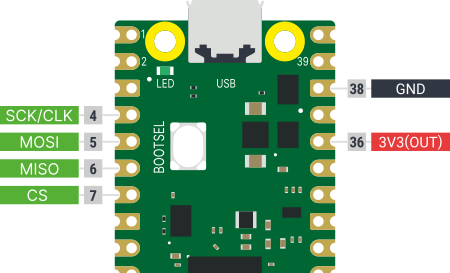 1
2
39
LED
USB
38
GND
SCK/CLK
4
MOSI
5
BOOTSEL
36
3V3(OUT)
MISO
6
CS
7